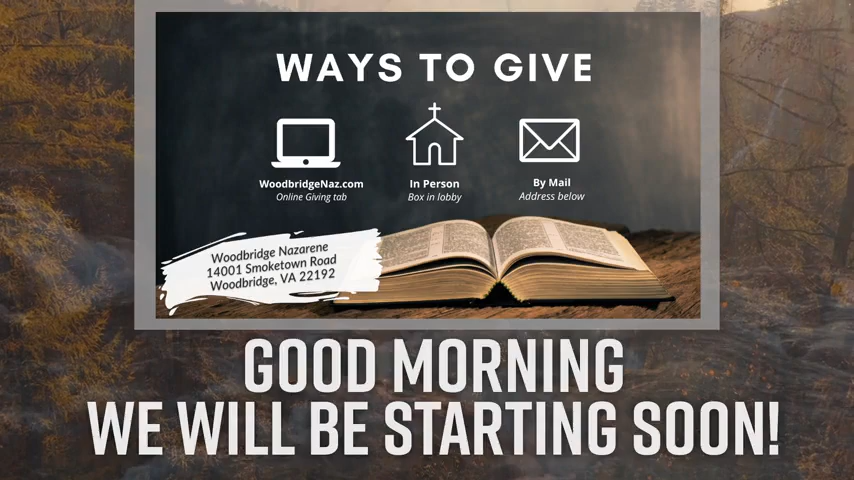 WAYS TO GIVE
WoodbridgeNaz.com
Online Giving tab
In Person
Box in lobby
By Mail
Address below
Woodbridge Nazarene
14001 Smoketown Road
Woodbridge, VA 22192
GOOD MORNING
WE WILL BE STARTING SOON!